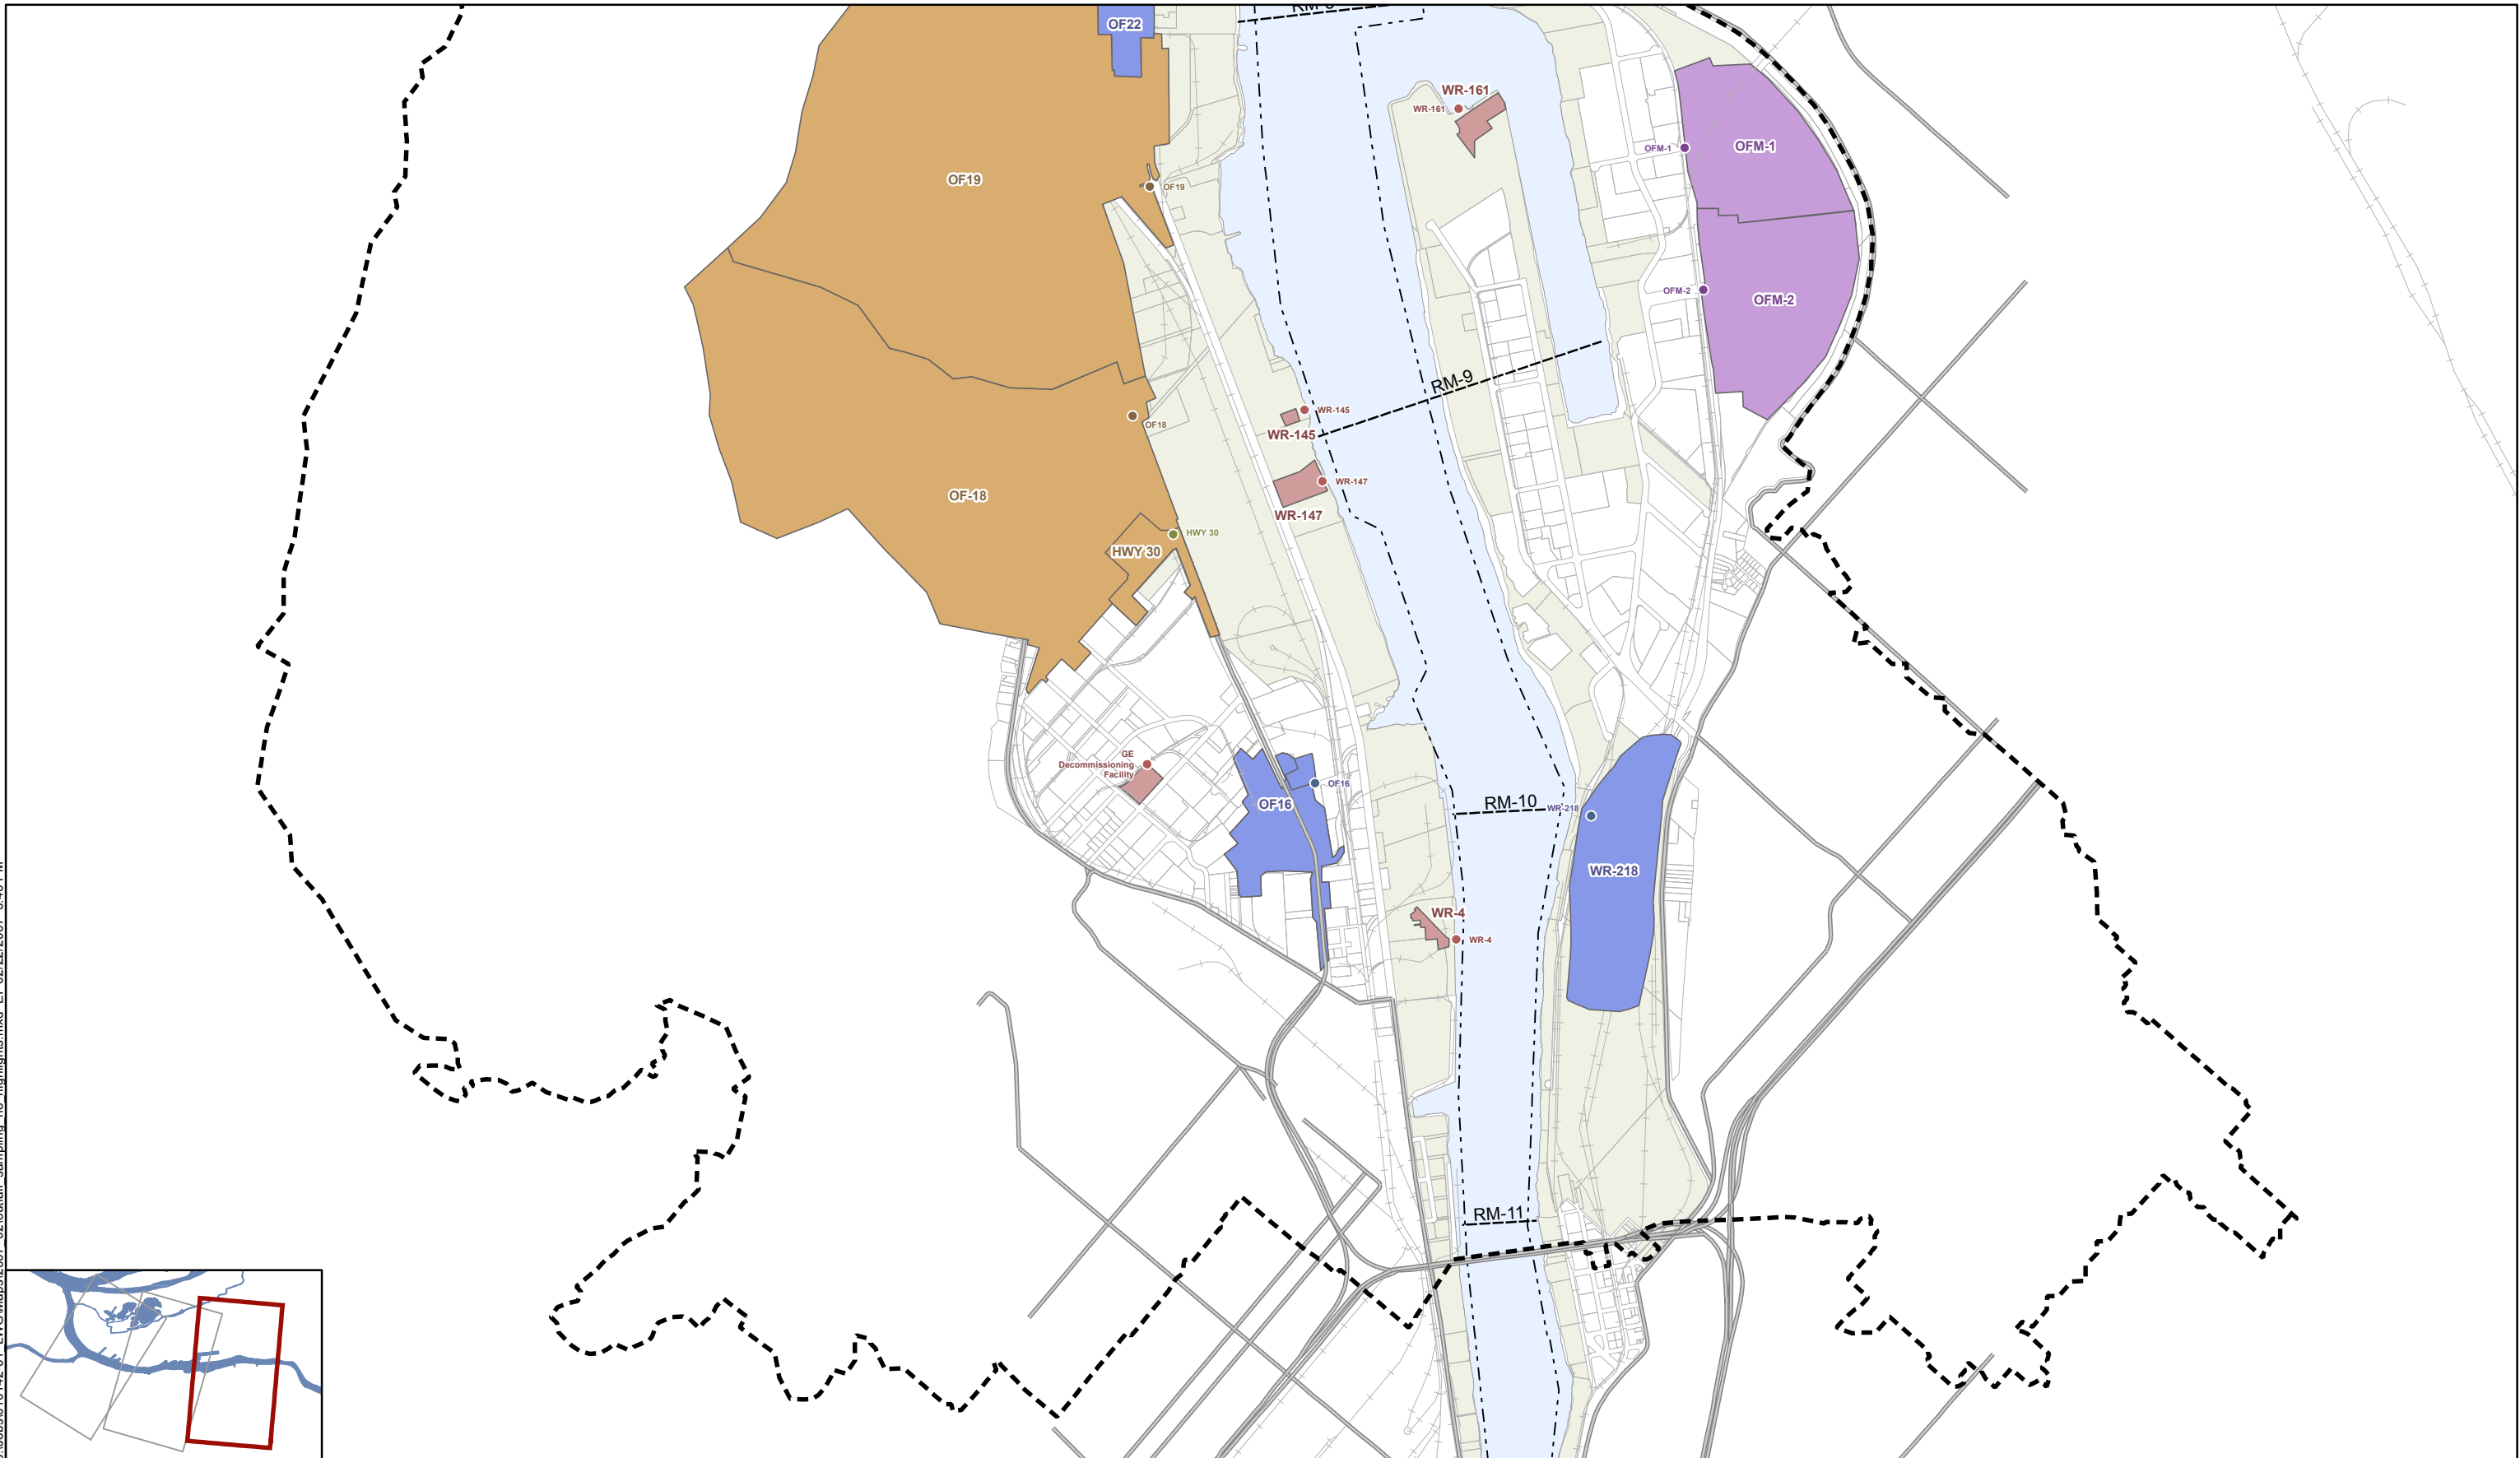 OF22
WR-161
WR-161
OFM-1
OFM-1
OF19
OF19
OFM-2
OFM-2
RM-9
WR-145
WR-145
OF18
WR-147
OF-18
WR-147
HWY 30
HWY 30
GE
Decommissioning
Facility
OF16
OF16
RM-10
WR-218
WR-218
WR-4
WR-4
RM-11